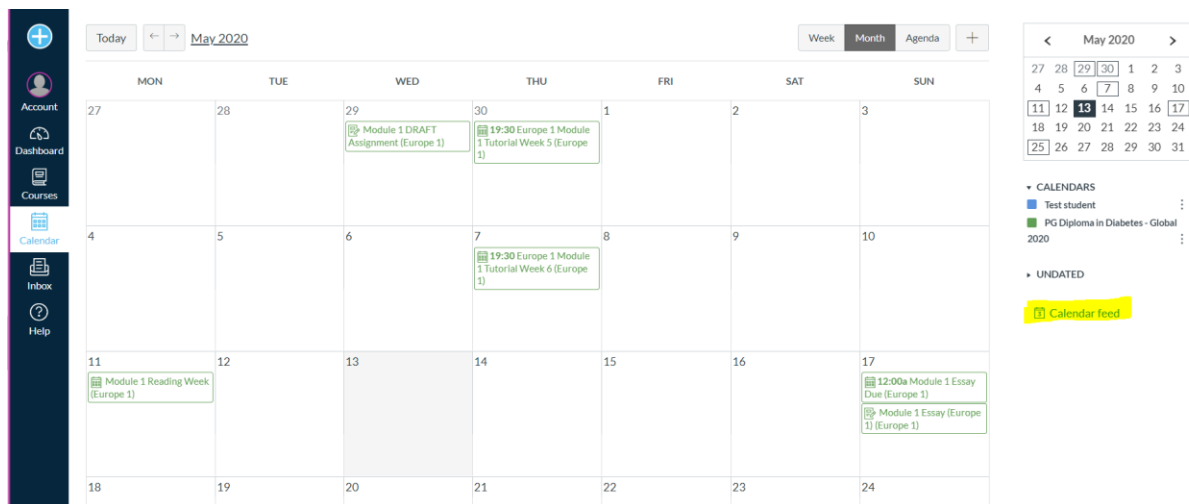 Today ← → May 2020 Week Month Agenda +
MON TUE WED THU FRI SAT SUN
27 28 29 30 1 2 3
Module 1 DRAFT
Assignment (Europe 1)
19:30 Europe 1 Module
1 Tutorial Week 5 (Europe
1)
4 5 6 7 8 9 10
19:30 Europe 1 Module
1 Tutorial Week 6 (Europe
1)
11 12 13 14 15 16 17
Module 1 Reading Week
(Europe 1)
12:00a Module 1 Essay
Due (Europe 1)
Module 1 Essay (Europe
1) (Europe 1)
18 19 20 21 22 23 24
Account
Dashboard
Courses
Calendar
Inbox
Help
< May 2020 >
27 28 29 30 1 2 3
4 5 6 7 8 9 10
11 12 13 14 15 16 17
18 19 20 21 22 23 24
25 26 27 28 29 30 31
CALENDARS
Test student
PG Diploma in Diabetes - Global
2020
UNDATED
Calendar feed